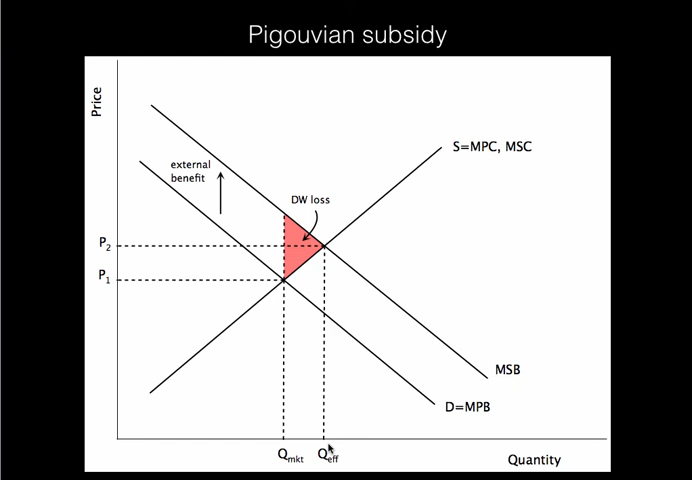 Pigouvian subsidy
Price
S=MPC, MSC
external
benefit
DW loss
P2
P1
MSB
D=MPB
Qmkt
Qeff
Quantity